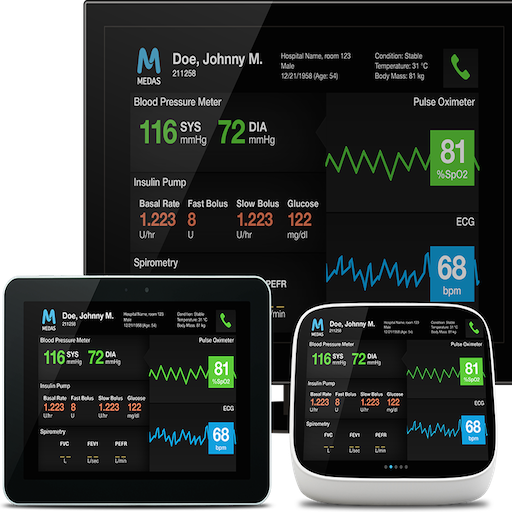 MEDAS
Doe, Johnny M.
211258
Hospital Name, room 123
Male
12/21/1958 (Age: 54)
Condition: Stable
Temperature: 31 °C
Body Mass: 81 kg
Blood Pressure Meter
116 SYS mmHg 72 DIA mmHg
Pulse Oximeter
81
%SpO2
Insulin Pump
Basal Rate Fast Bolus Slow Bolus Glucose
1.223 8 1.223 122
U/hr U U/hr mg/dl
ECG
68
bpm
Spirometry
PEFR
L/min
MEDAS
Doe, Johnny M.
211258
Hospital Name, room 123
Male
12/21/1958 (Age: 54)
Condition: Stable
Temperature: 31 °C
Body Mass: 81 kg
Blood Pressure Meter
116 SYS mmHg 72 DIA mmHg
Pulse Oximeter
81
%SpO2
Insulin Pump
Basal Rate Fast Bolus Slow Bolus Glucose
1.223 8 1.223 122
U/hr U U/hr mg/dl
ECG
68
bpm
Spirometry
FVC FEV1 PEFR
L L/sec L/min
MEDAS
Doe, Johnny M.
211258
Hospital Name, room 123
Male
12/21/1958 (Age: 54)
Condition: Stable
Temperature: 31 °C
Body Mass: 81 kg
Blood Pressure Meter
116 SYS mmHg 72 DIA mmHg
Pulse Oximeter
81
%SpO2
Insulin Pump
Basal Rate Fast Bolus Slow Bolus Glucose
1.223 8 1.223 122
U/hr U U/hr mg/dl
ECG
68
bpm
Spirometry
FVC FEV1 PEFR
L L/sec L/min